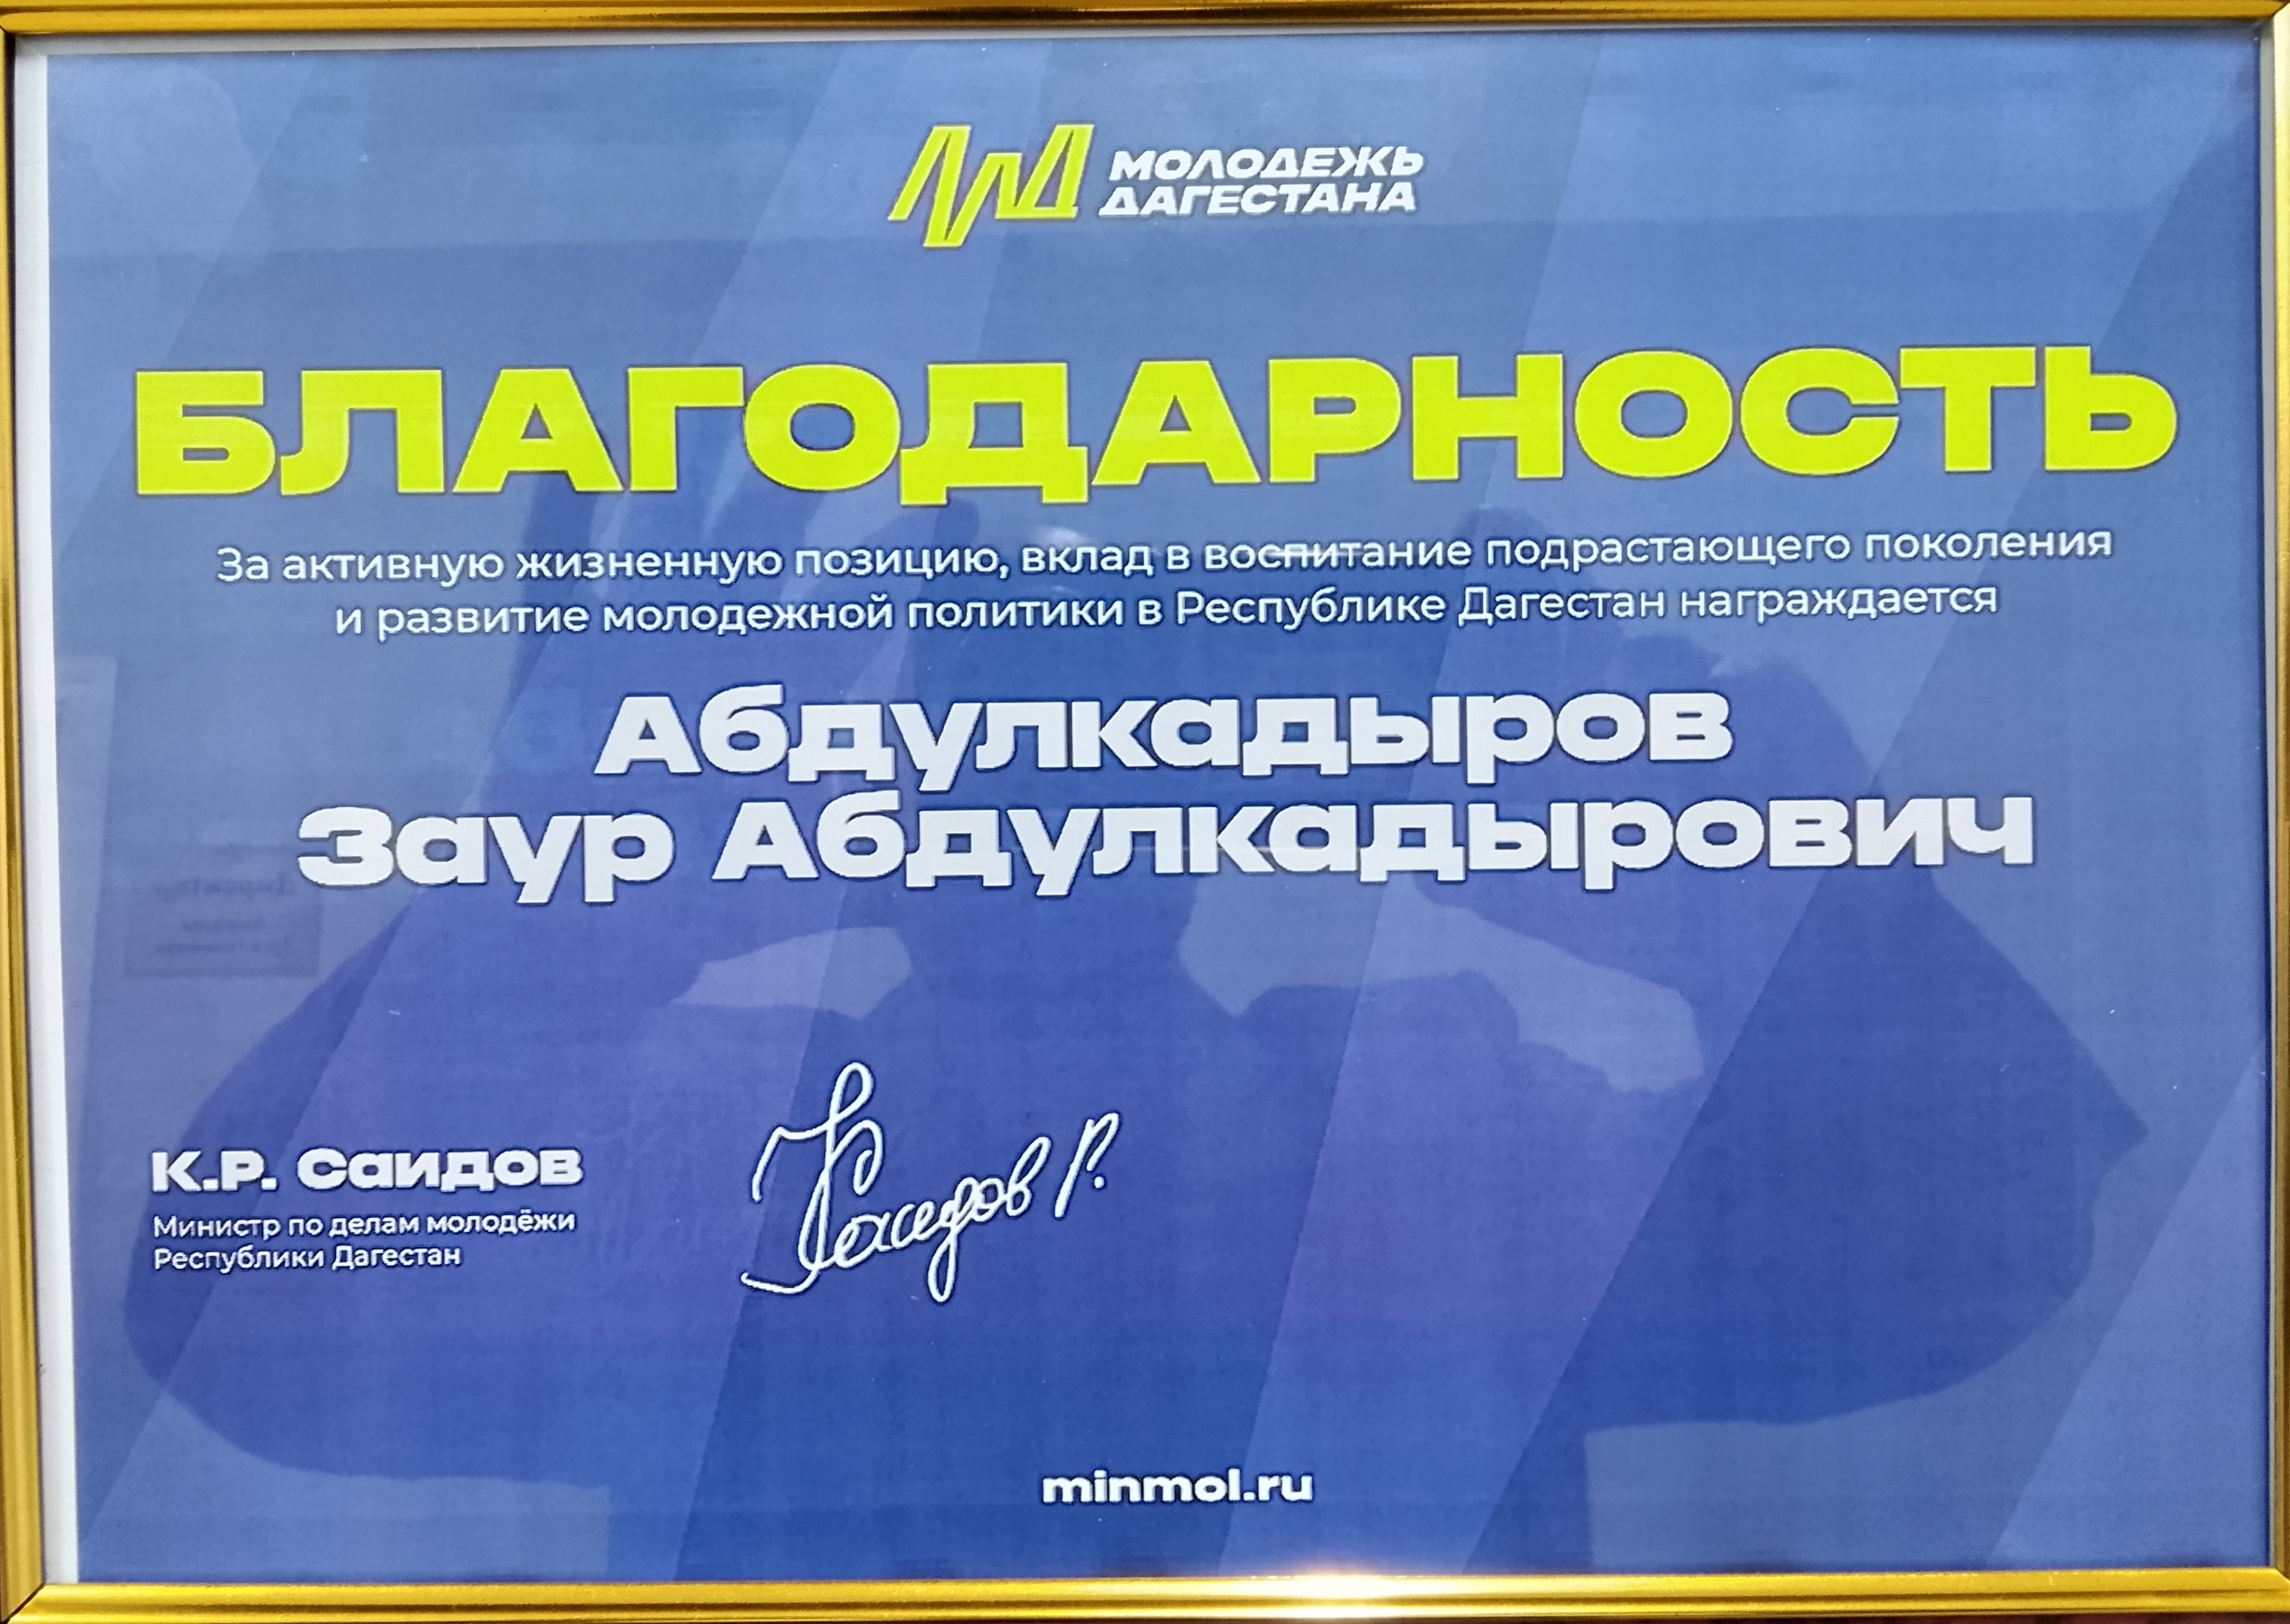 МОЛОДЕЖЬ
ДАГЕСТАНА
БЛАГОДАРНОСТЬ
За активную жизненную позицию, вклад в воспитание подрастающего поколения
и развитие молодежной политики в Республике Дагестан награждается
Абдулкадыров
Заур Абдулкадырович
К.Р. Саидов
Министр по делам молодёжи
Республики Дагестан
minmol.ru